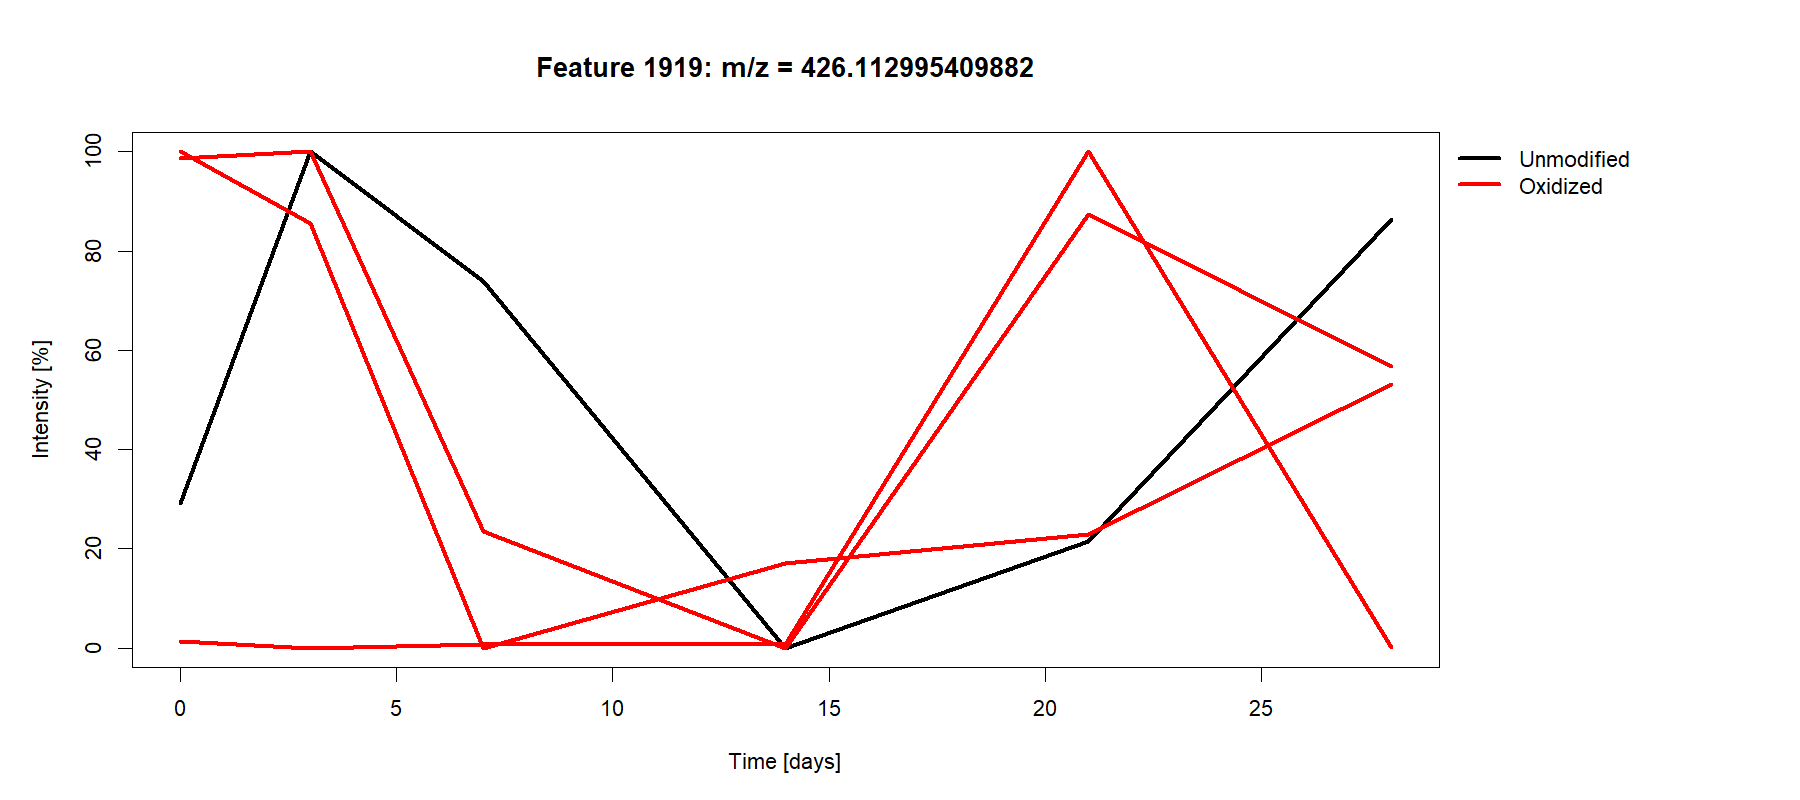 Feature 1919: m/z = 426.112995409882
Unmodified
Oxidized
100
80
60
40
20
0
Intensity [%]
0 5 10 15 20 25
Time [days]